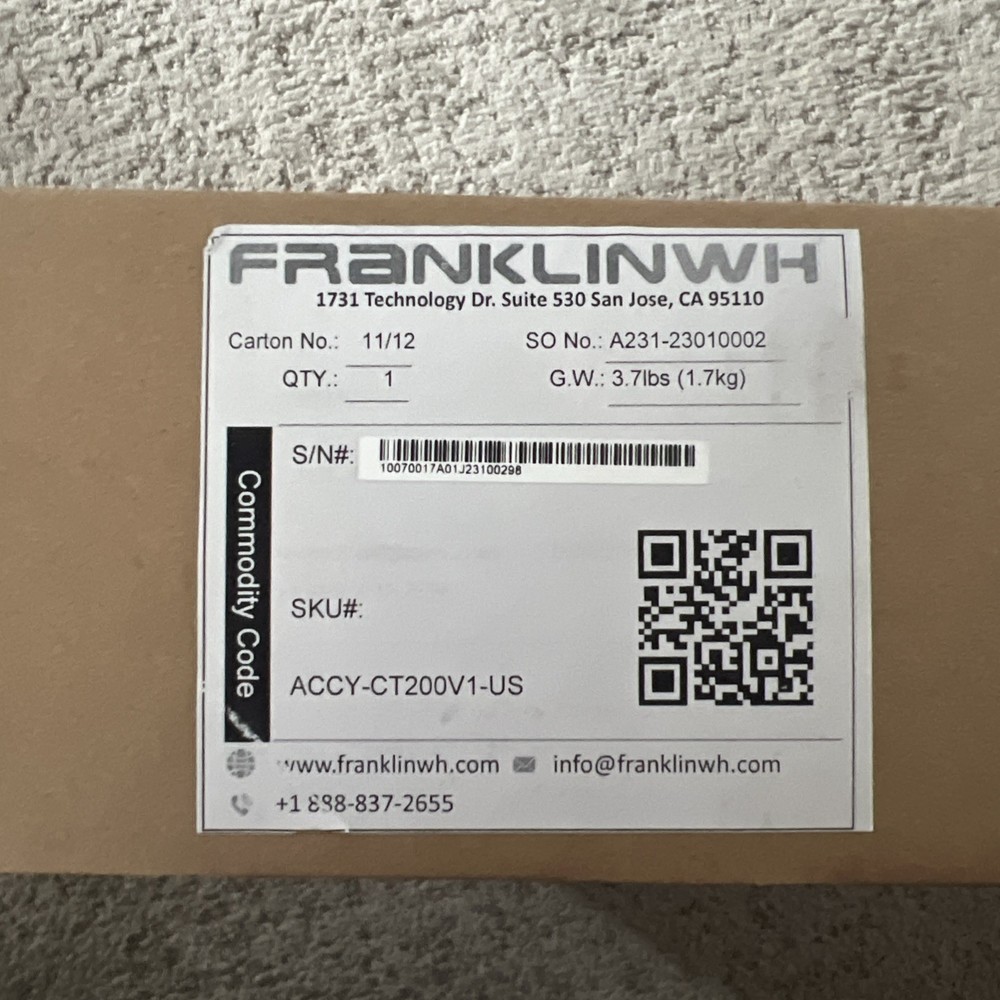 FRANKLINWH
1731 Technology Dr. Suite 530 San Jose, CA 95110
Carton No.: 11/12 SO No.: A231-23010002
QTY.: 1 G.W.: 3.7lbs (1.7kg)
S/N#:
10070017A01J23100298
Commodity Code
SKU#:
ACCY-CT200V1-US
www.franklinwh.com info@franklinwh.com
+1 888-837-2655